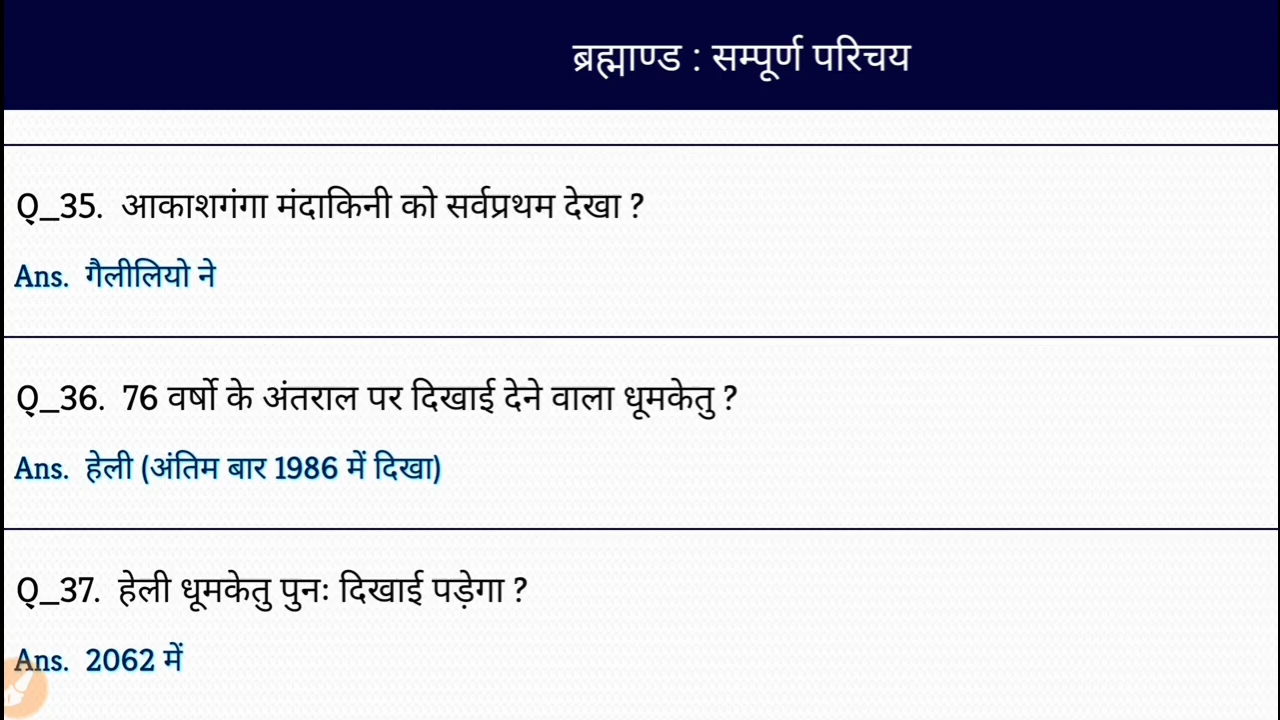 ब्रह्माण्ड : सम्पूर्ण परिचय
Q_35. आकाशगंगा मंदाकिनी को सर्वप्रथम देखा ?
Ans. गैलीलियो ने
Q_36. 76 वर्षो के अंतराल पर दिखाई देने वाला धूमकेतु ?
Ans. हेली (अंतिम बार 1986 में दिखा)
Q_37. हेली धूमकेतु पुनः दिखाई पड़ेगा ?
Ans. 2062 में